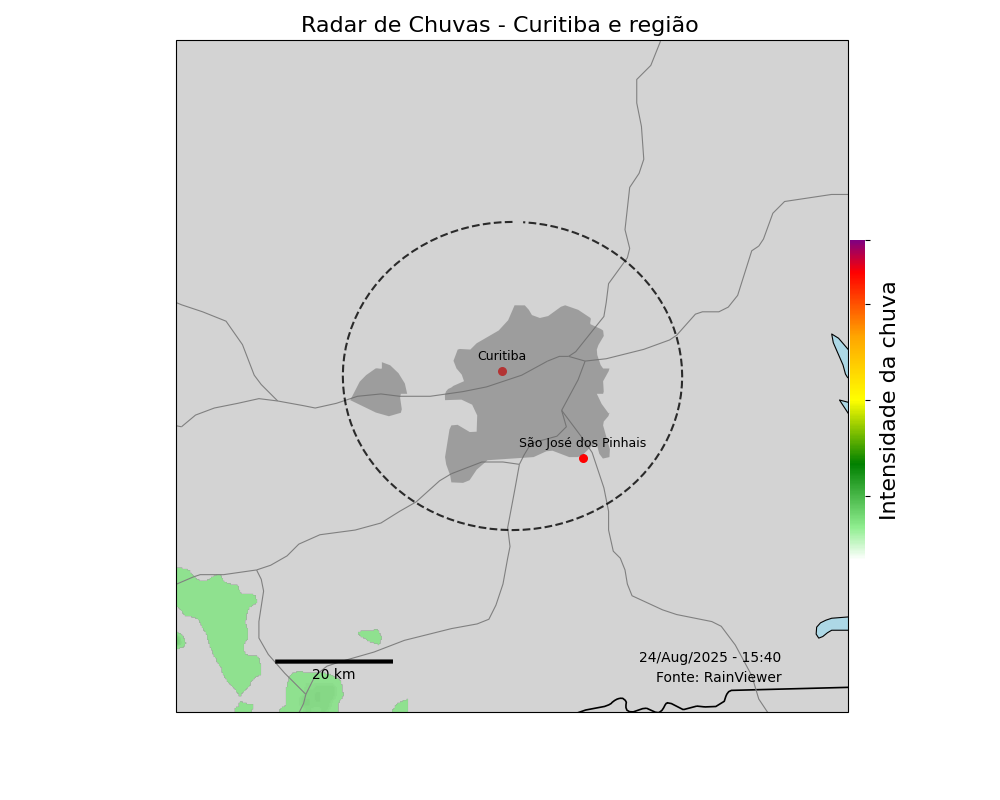 Radar de Chuvas - Curitiba e região
Curitiba
São José dos Pinhais
Intensidade da chuva
20 km
24/Aug/2025 - 15:40
Fonte: RainViewer